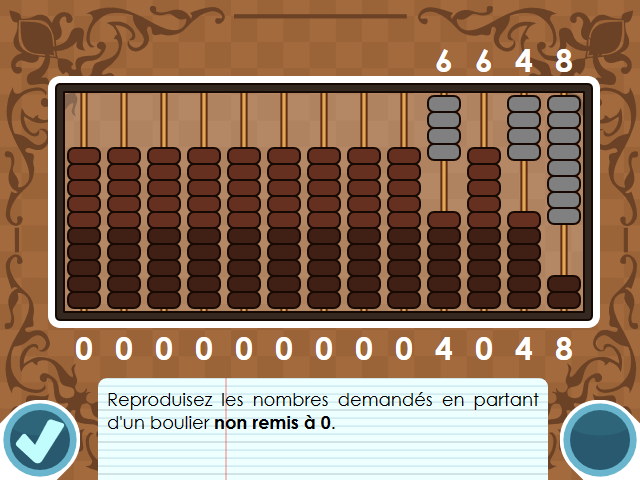 6 6 4 8
0 0 0 0 0 0 0 0 0 4 0 4 8
Reproduisez les nombres demandés en partant
d'un boulier non remis à 0.